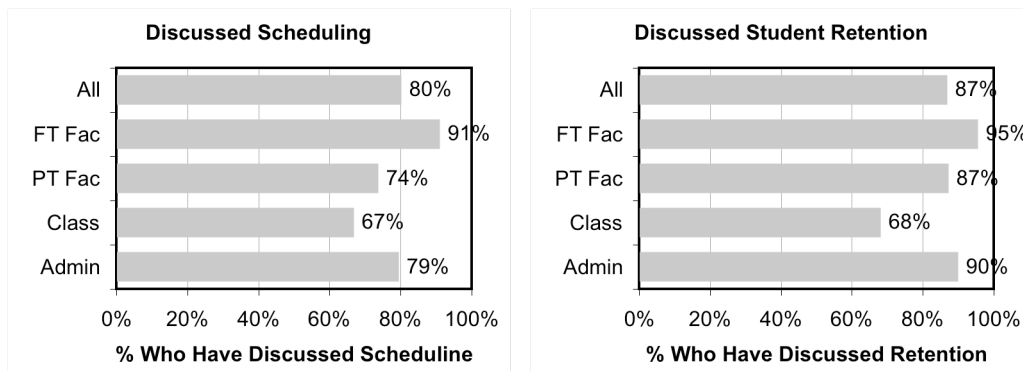 Discussed Scheduling
All
80%
FT Fac
91%
PT Fac
74%
Class
67%
Admin
79%
0% 20% 40% 60% 80% 100%
% Who Have Discussed Scheduline
Discussed Student Retention
All
87%
FT Fac
95%
PT Fac
87%
Class
68%
Admin
90%
0% 20% 40% 60% 80% 100%
% Who Have Discussed Retention